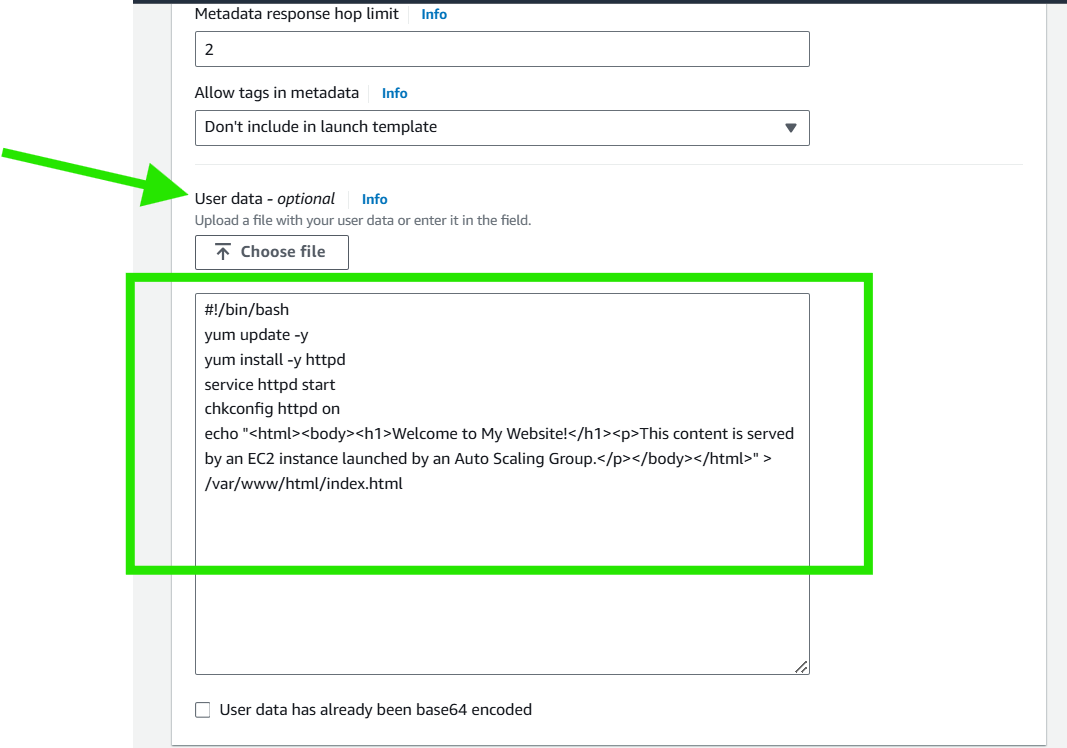 Metadata response hop limit Info
2
Allow tags in metadata Info
Don't include in launch template
User data - optional Info
Upload a file with your user data or enter it in the field.
Choose file
#!/bin/bash
yum update -y
yum install -y httpd
service httpd start
chkconfig httpd on
echo "<html><body><h1>Welcome to My Website!</h1><p>This content is served
by an EC2 instance launched by an Auto Scaling Group.</p></body></html>" >
/var/www/html/index.html
User data has already been base64 encoded